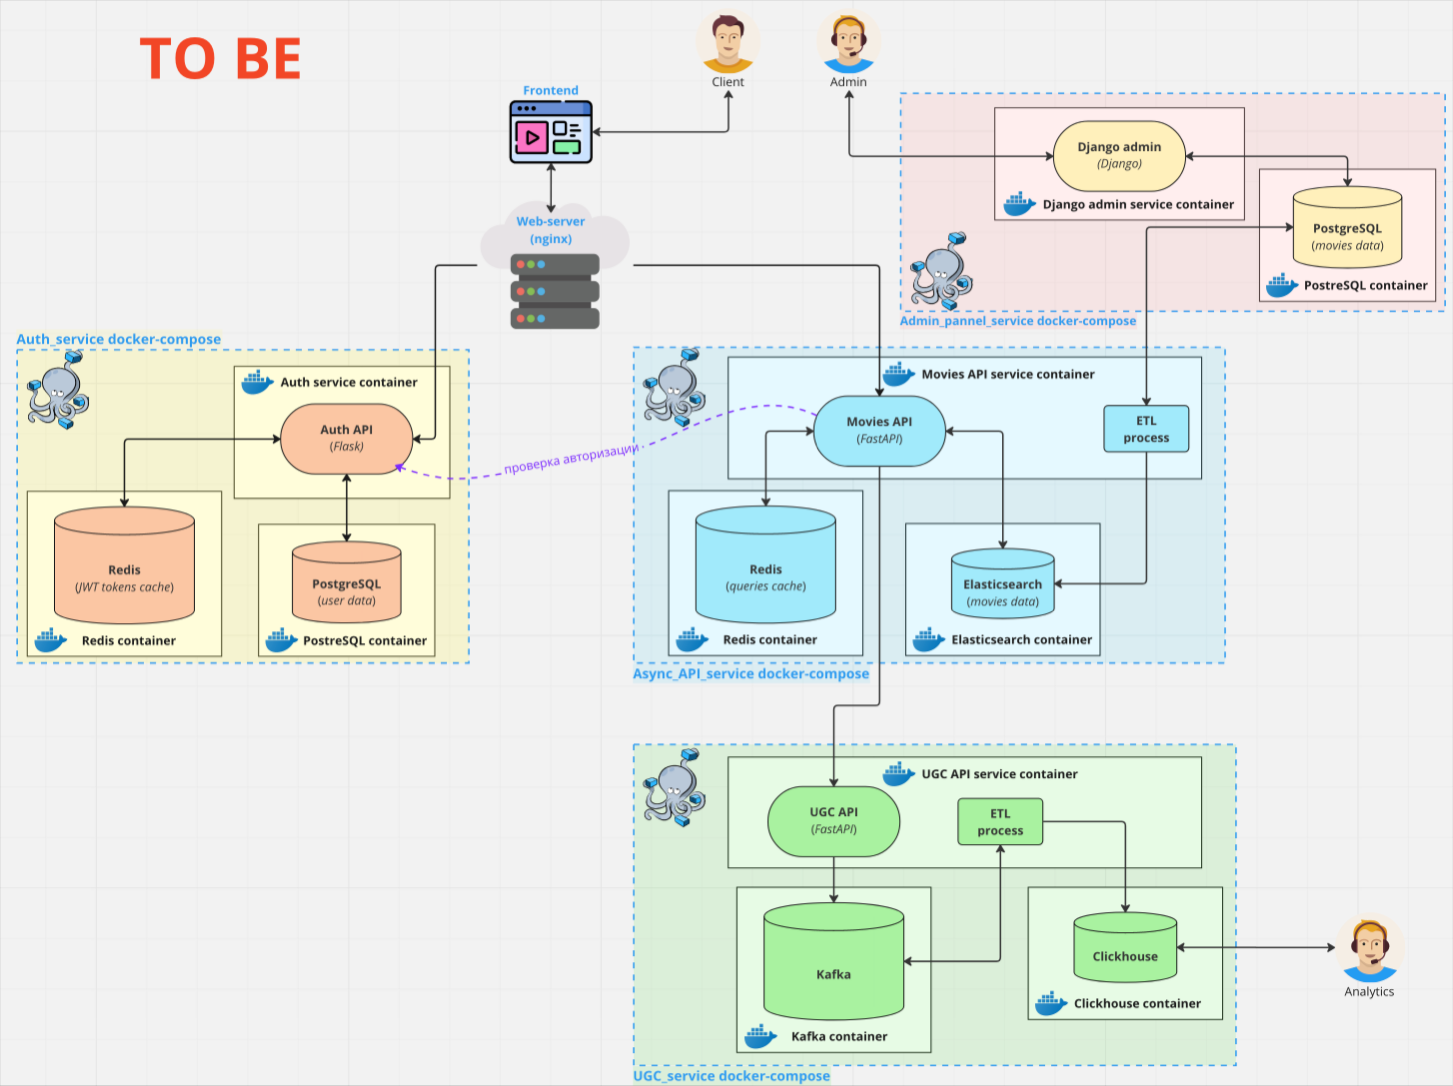 TO BE
Client
Admin
Frontend
Web-server
(nginx)
Django admin
(Django)
Django admin service container
PostgreSQL
(movies data)
PostreSQL container
Admin_pannel_service docker-compose
Auth_service docker-compose
Auth service container
Auth API
(Flask)
Redis
(JWT tokens cache)
Redis container
PostgreSQL
(user data)
PostreSQL container
проверка авторизации
Movies API service container
Movies API
(FastAPI)
ETL
process
Redis
(queries cache)
Redis container
Elasticsearch
(movies data)
Elasticsearch container
Async_API_service docker-compose
UGC API service container
UGC API
(FastAPI)
ETL
process
Kafka
Kafka container
Clickhouse
Clickhouse container
Analytics
UGC_service docker-compose